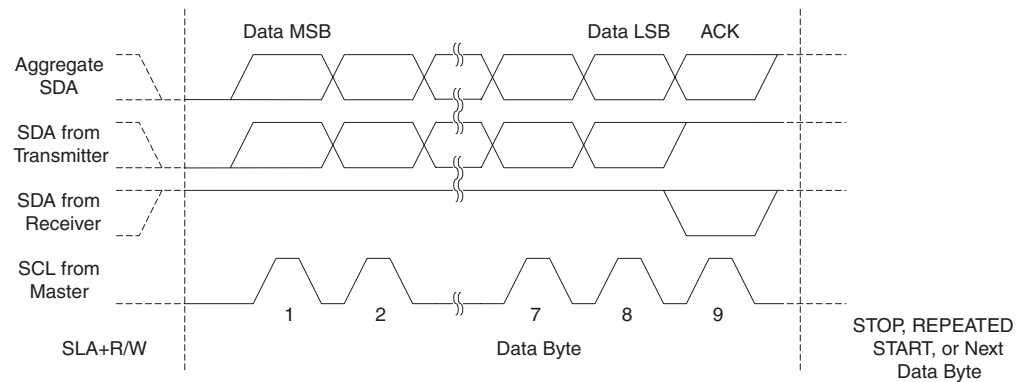 Data MSB
Data LSB
ACK
Aggregate
SDA
SDA from
Transmitter
SDA from
Receiver
SCL from
Master
1
2
7
8
9
SLA+R/W
Data Byte
STOP, REPEATED
START, or Next
Data Byte